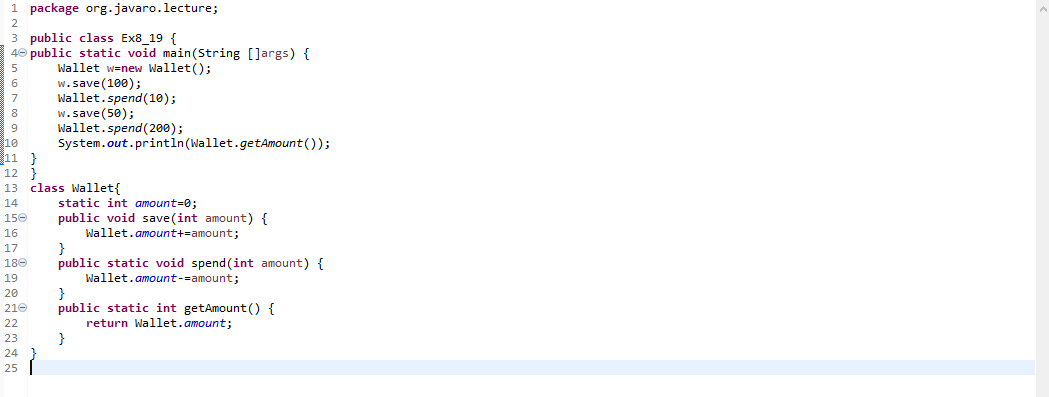 1 package org.javaro.lecture;
2
3 public class Ex8_19 {
4 public static void main(String []args) {
5     Wallet w=new Wallet();
6     w.save(100);
7     Wallet.spend(10);
8     w.save(50);
9     Wallet.spend(200);
10     System.out.println(Wallet.getAmount());
11 }
12 }
13 class Wallet{
14     static int amount=0;
15     public void save(int amount) {
16         Wallet.amount+=amount;
17     }
18     public static void spend(int amount) {
19         Wallet.amount-=amount;
20     }
21     public static int getAmount() {
22         return Wallet.amount;
23     }
24 }
25